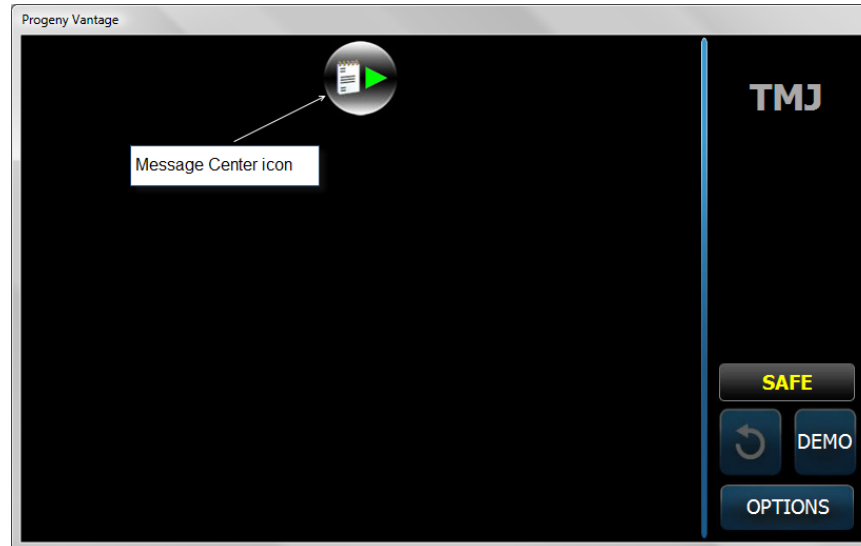 Progeny Vantage
Message Center icon
TMJ
SAFE
DEMO
OPTIONS